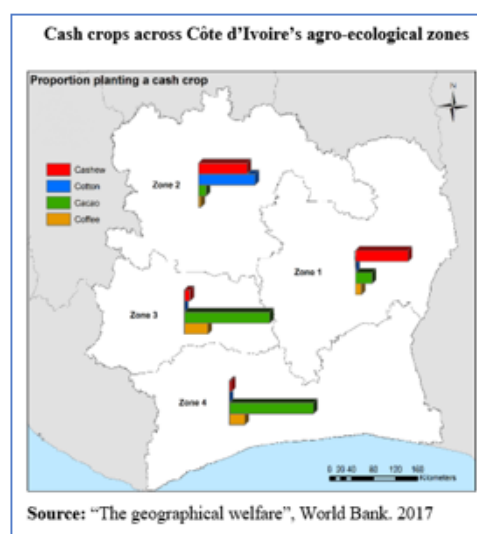 Cash crops across Côte d'Ivoire's agro-ecological zones
Proportion planting a cash crop
N
Cashew
Cotton
Cacao
Coffee
Zone 2
Zone 1
Zone 3
Zone 4
0 20 40 80 120 160
Kilometers
Source: "The geographical welfare", World Bank. 2017